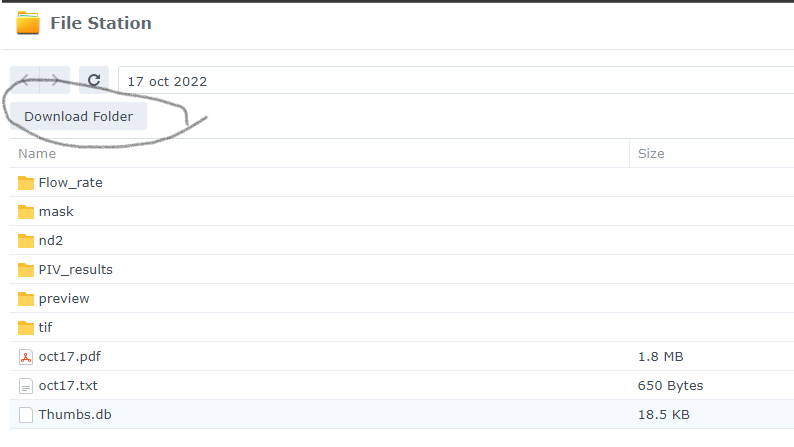 File Station
17 oct 2022
Download Folder
Name Size
Flow_rate
mask
nd2
PIV_results
preview
tif
oct17.pdf 1.8 MB
oct17.txt 650 Bytes
Thumbs.db 18.5 KB